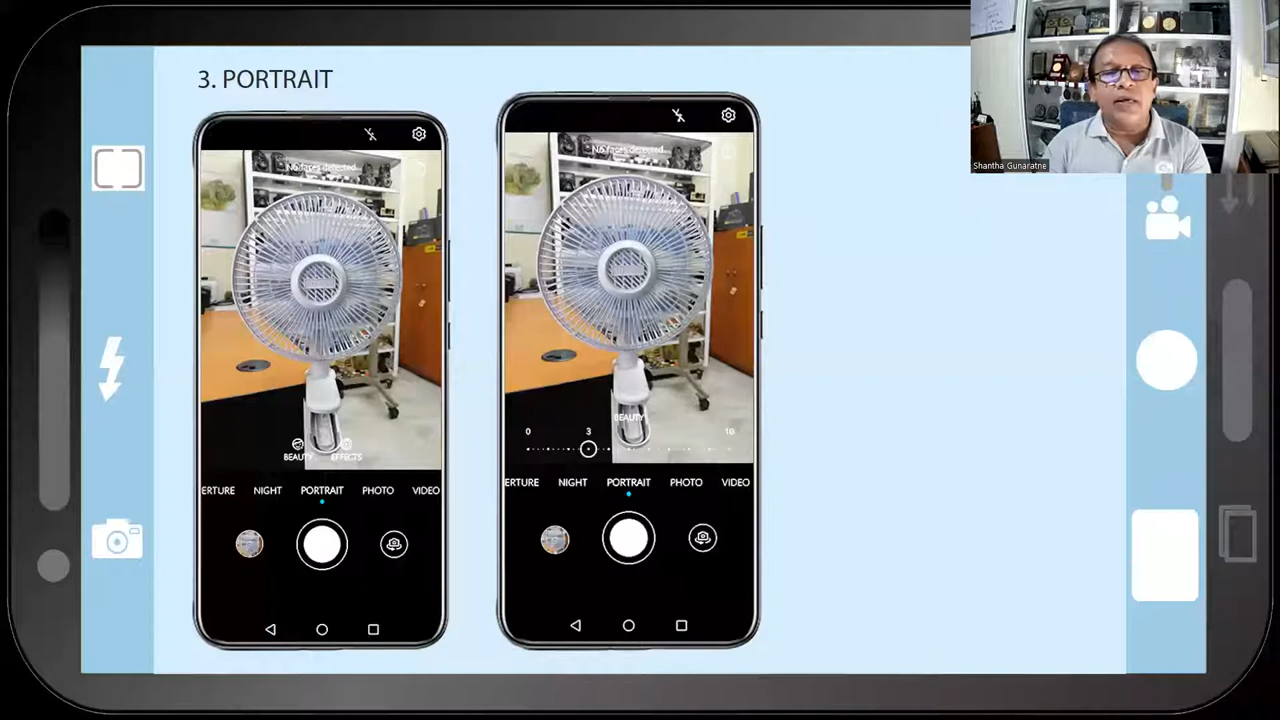 3. PORTRAIT
No faces detected
BEAUTY EFFECTS
ERTURE NIGHT PORTRAIT PHOTO VIDEO
No faces detected
BEAUTY
0 3 10
ERTURE NIGHT PORTRAIT PHOTO VIDEO
Shantha Gunaratne